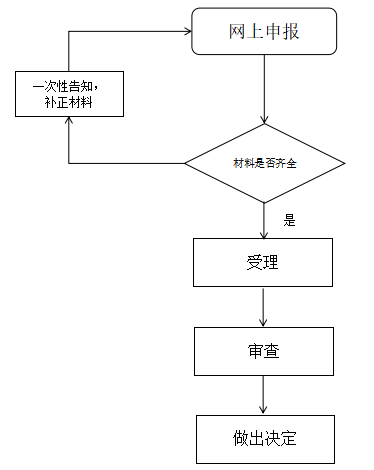 网上申报
一次性告知，
补正材料
材料是否齐全
是
受理
审查
做出决定